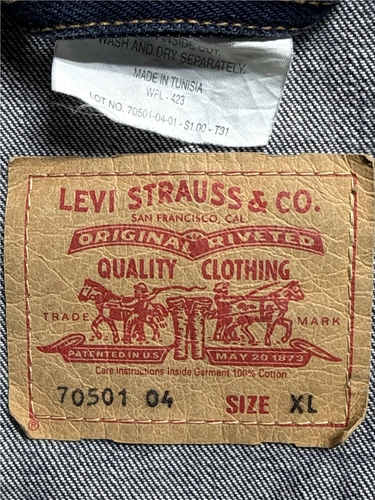 INSIDE OUT.
WASH AND DRY SEPARATELY.
MADE IN TUNISIA
WPL - 423
LOT NO. 70501-04-01 - S1.00 - T31
LEVI STRAUSS & CO.
SAN FRANCISCO, CAL.
ORIGINAL RIVETED
QUALITY CLOTHING
TRADE MARK
PATENTED IN U.S. MAY 20 1873
Care Instructions Inside Garment 100% Cotton
70501 04 SIZE XL
®